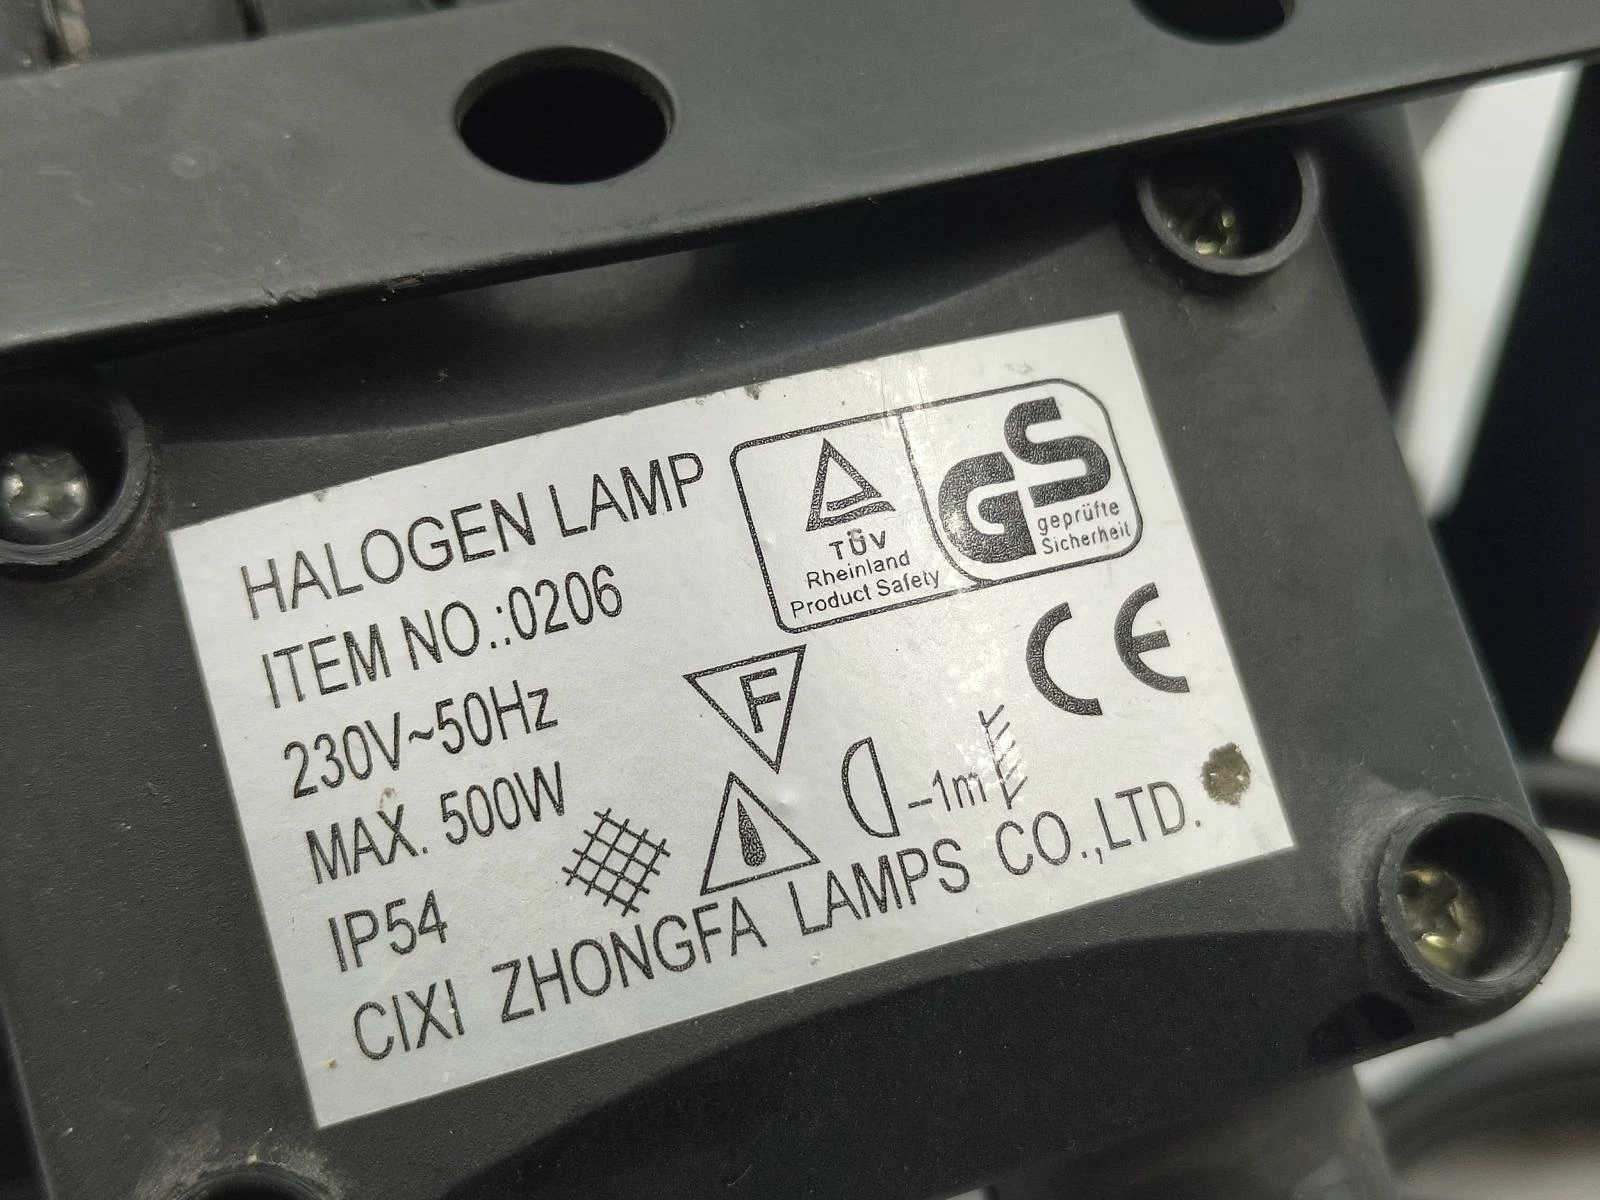 HALOGEN LAMP
ITEM NO.:0206
230V~50Hz
MAX. 500W
IP54
CIXI ZHONGFA LAMPS CO.,LTD.
TÜV
Rheinland
Product Safety
GS
geprüfte
Sicherheit
CE
F
–1m